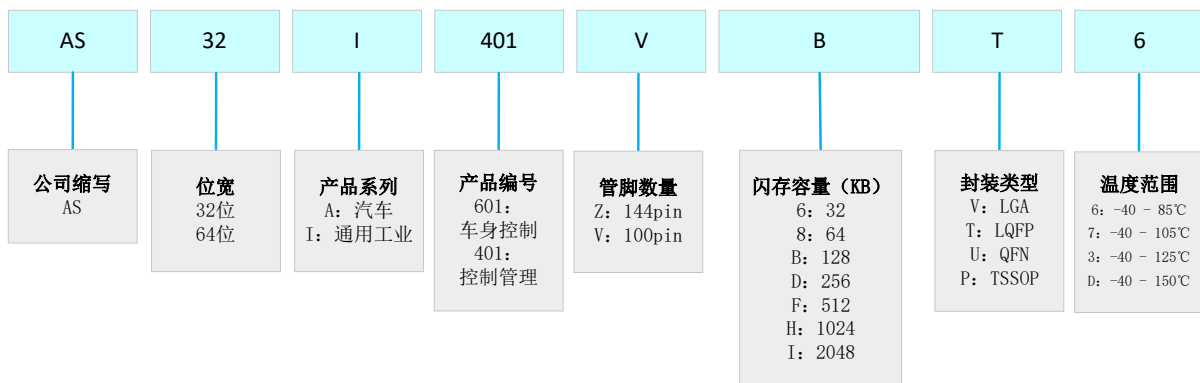 AS
32
I
401
V
B
T
6
公司缩写
AS
位宽
32位
64位
产品系列
A: 汽车
I: 通用工业
产品编号
601:
车身控制
401:
控制管理
管脚数量
Z: 144pin
V: 100pin
闪存容量（KB）
6: 32
8: 64
B: 128
D: 256
F: 512
H: 1024
I: 2048
封装类型
V: LGA
T: LQFP
U: QFN
P: TSSOP
温度范围
6: -40 - 85℃
7: -40 - 105℃
3: -40 - 125℃
D: -40 - 150℃